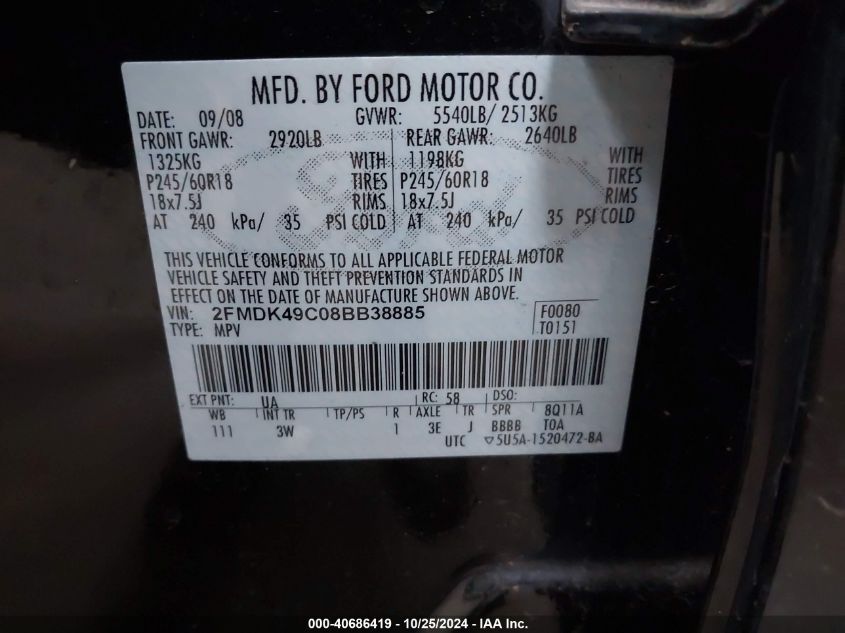 MFD. BY FORD MOTOR CO.
DATE: 09/08 GVWR: 5540LB/ 2513KG
FRONT GAWR: 2920LB REAR GAWR: 2640LB
1325KG WITH 1198KG WITH
P245/60R18 TIRES P245/60R18 TIRES
18x7.5J RIMS 18x7.5J RIMS
AT 240 kPa/ 35 PSI COLD AT 240 kPa/ 35 PSI COLD
THIS VEHICLE CONFORMS TO ALL APPLICABLE FEDERAL MOTOR
VEHICLE SAFETY AND THEFT PREVENTION STANDARDS IN
EFFECT ON THE DATE OF MANUFACTURE SHOWN ABOVE.
VIN: 2FMDK49C08BB38885 F0080
TYPE: MPV T0151
EXT PNT: UA RC: 58 DSO:
WB INT TR TP/PS R AXLE TR SPR 8Q11A
111 3W 1 3E J BBBB TOA
UTC ▽5U5A-1520472-BA
000-40686419 - 10/25/2024 - IAA Inc.